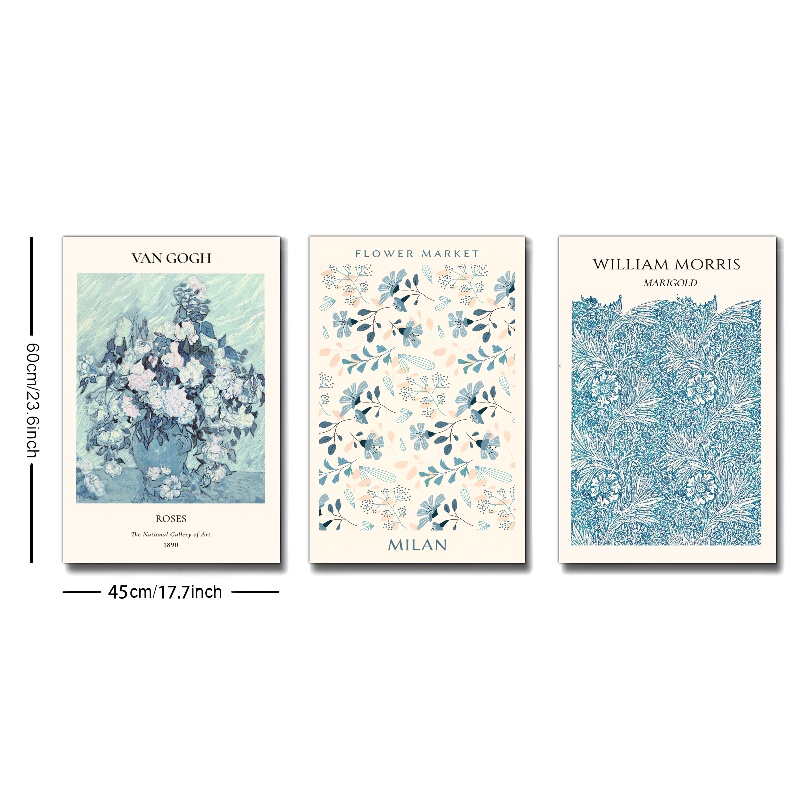 VAN GOGH
ROSES
The National Gallery of Art
1890
FLOWER MARKET
MILAN
WILLIAM MORRIS
MARIGOLD
60cm/23.6inch
45cm/17.7inch